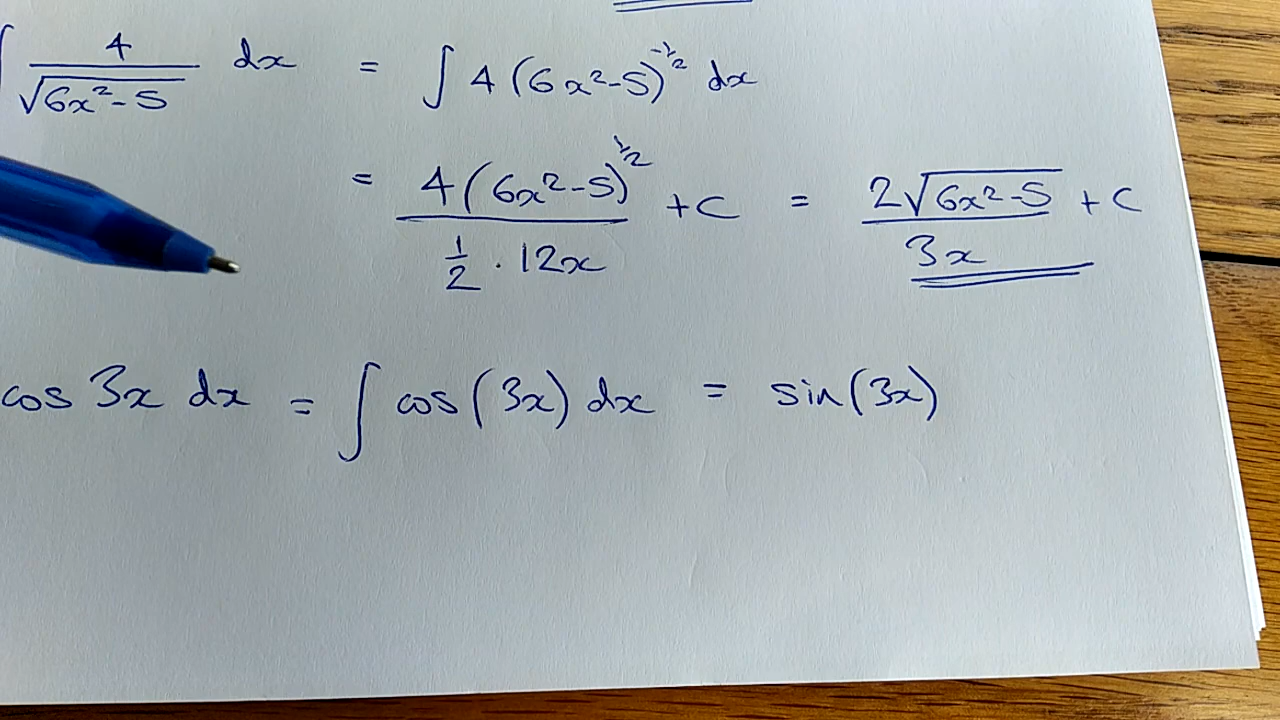 ∫ 4/√(6x²-5) dx = ∫ 4(6x²-5)^(-1/2) dx
= 4(6x²-5)^(1/2) / (1/2 · 12x) + C = 2√(6x²-5) / 3x + C
cos 3x dx = ∫ cos(3x) dx = sin(3x)